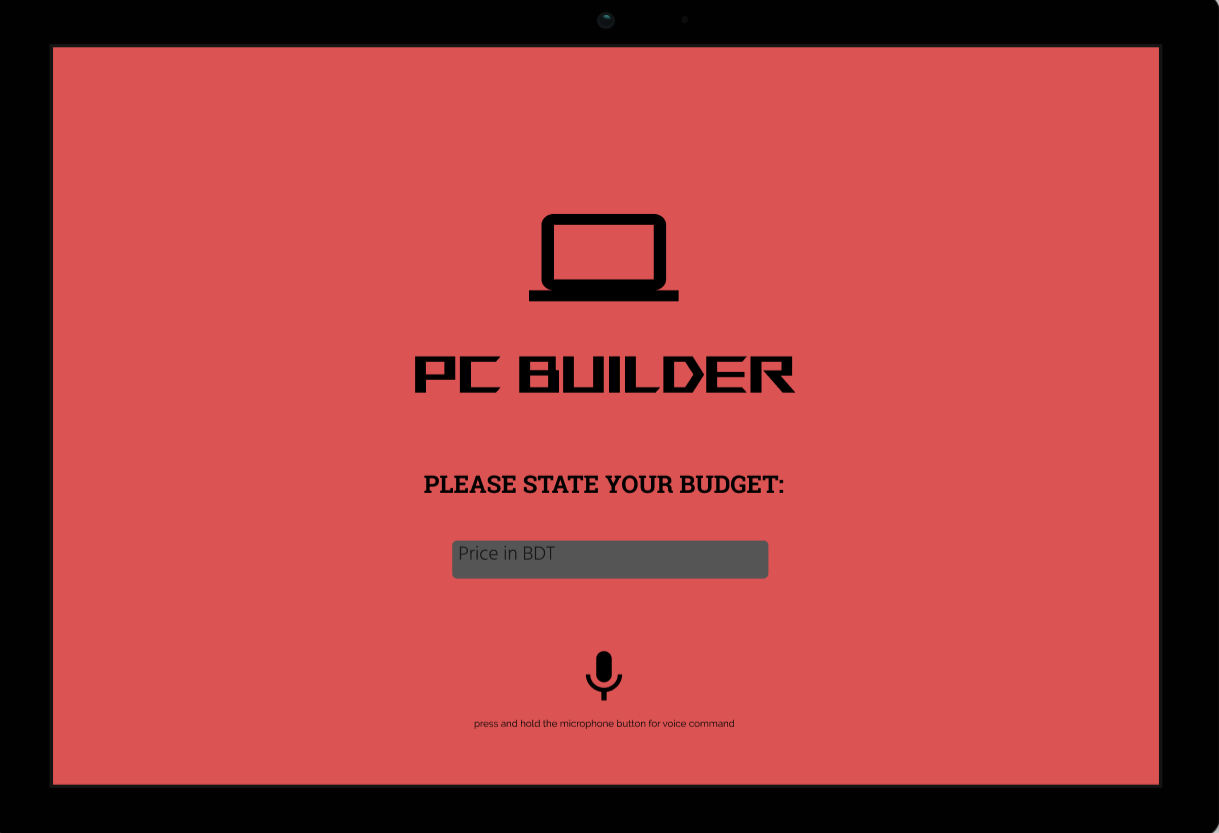 PC BUILDER
PLEASE STATE YOUR BUDGET:
Price in BDT
press and hold the microphone button for voice command